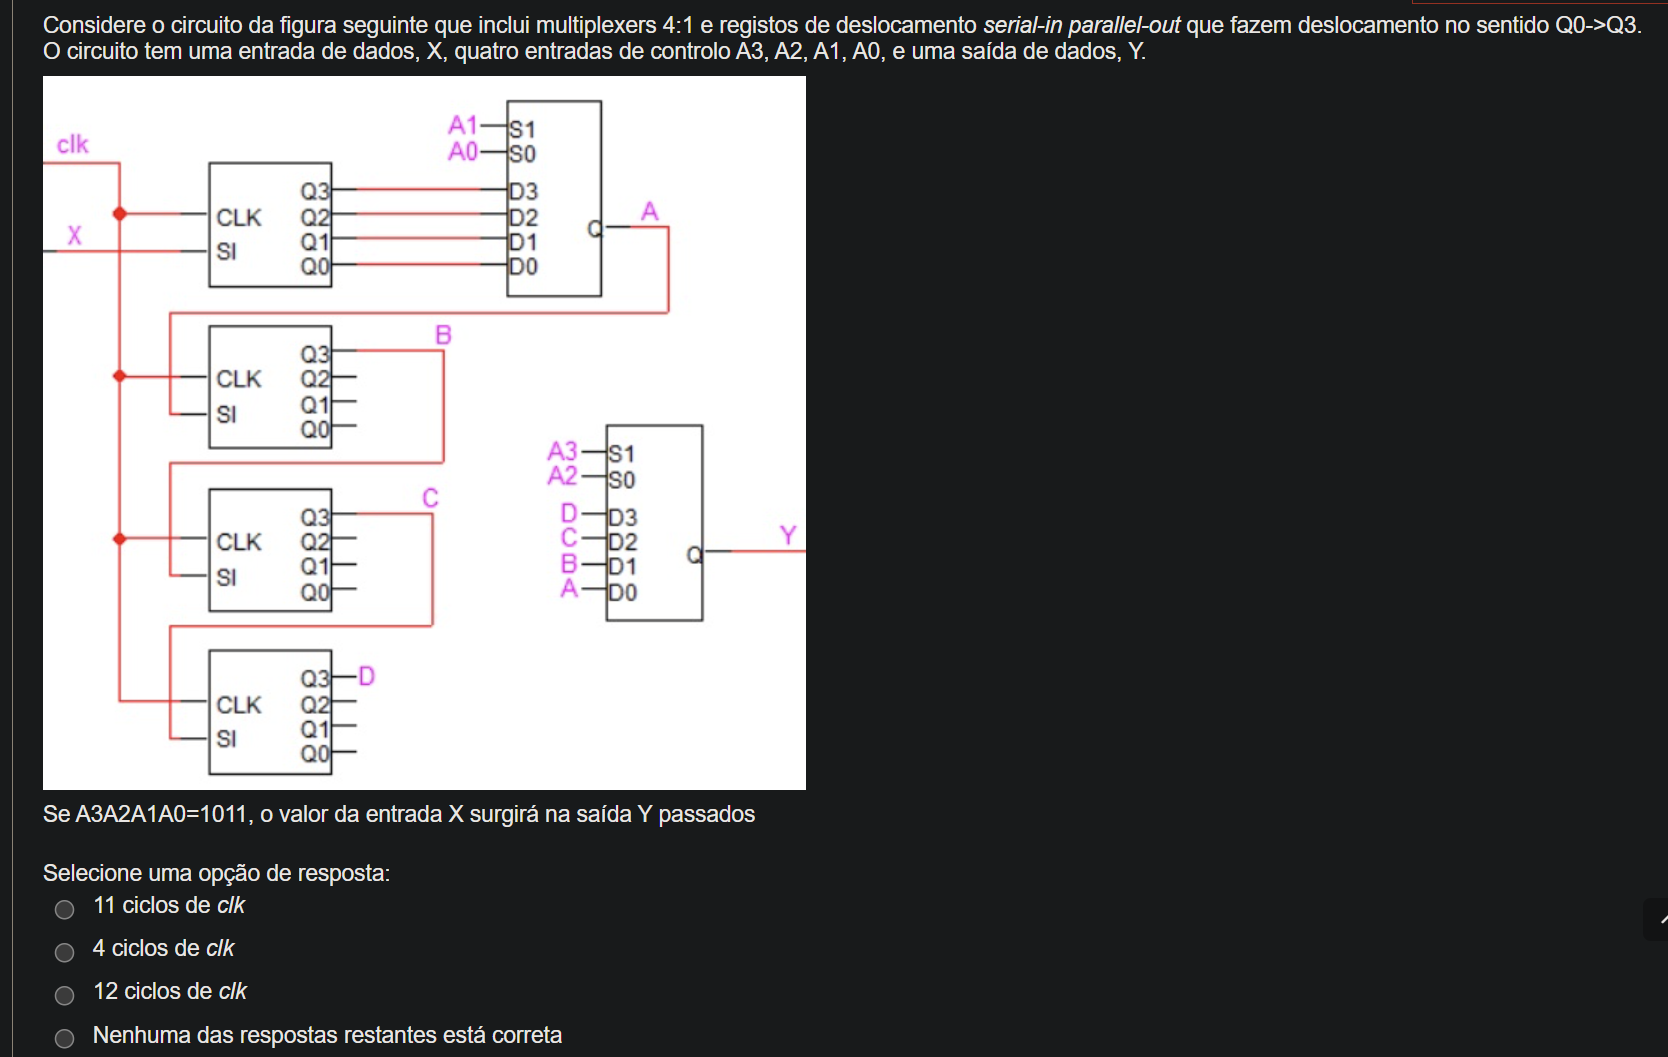 Considere o circuito da figura seguinte que inclui multiplexers 4:1 e registos de deslocamento serial-in parallel-out que fazem deslocamento no sentido Q0->Q3.
O circuito tem uma entrada de dados, X, quatro entradas de controlo A3, A2, A1, A0, e uma saída de dados, Y.
clk
X
A1
A0
S1
S0
D3
D2
D1
D0
Q
A
CLK
SI
Q3
Q2
Q1
Q0
B
CLK
SI
Q3
Q2
Q1
Q0
C
CLK
SI
Q3
Q2
Q1
Q0
A3
A2
D
C
B
A
S1
S0
D3
D2
D1
D0
Q
Y
CLK
SI
Q3
Q2
Q1
Q0
D
Se A3A2A1A0=1011, o valor da entrada X surgirá na saída Y passados
Selecione uma opção de resposta:
11 ciclos de clk
4 ciclos de clk
12 ciclos de clk
Nenhuma das respostas restantes está correta